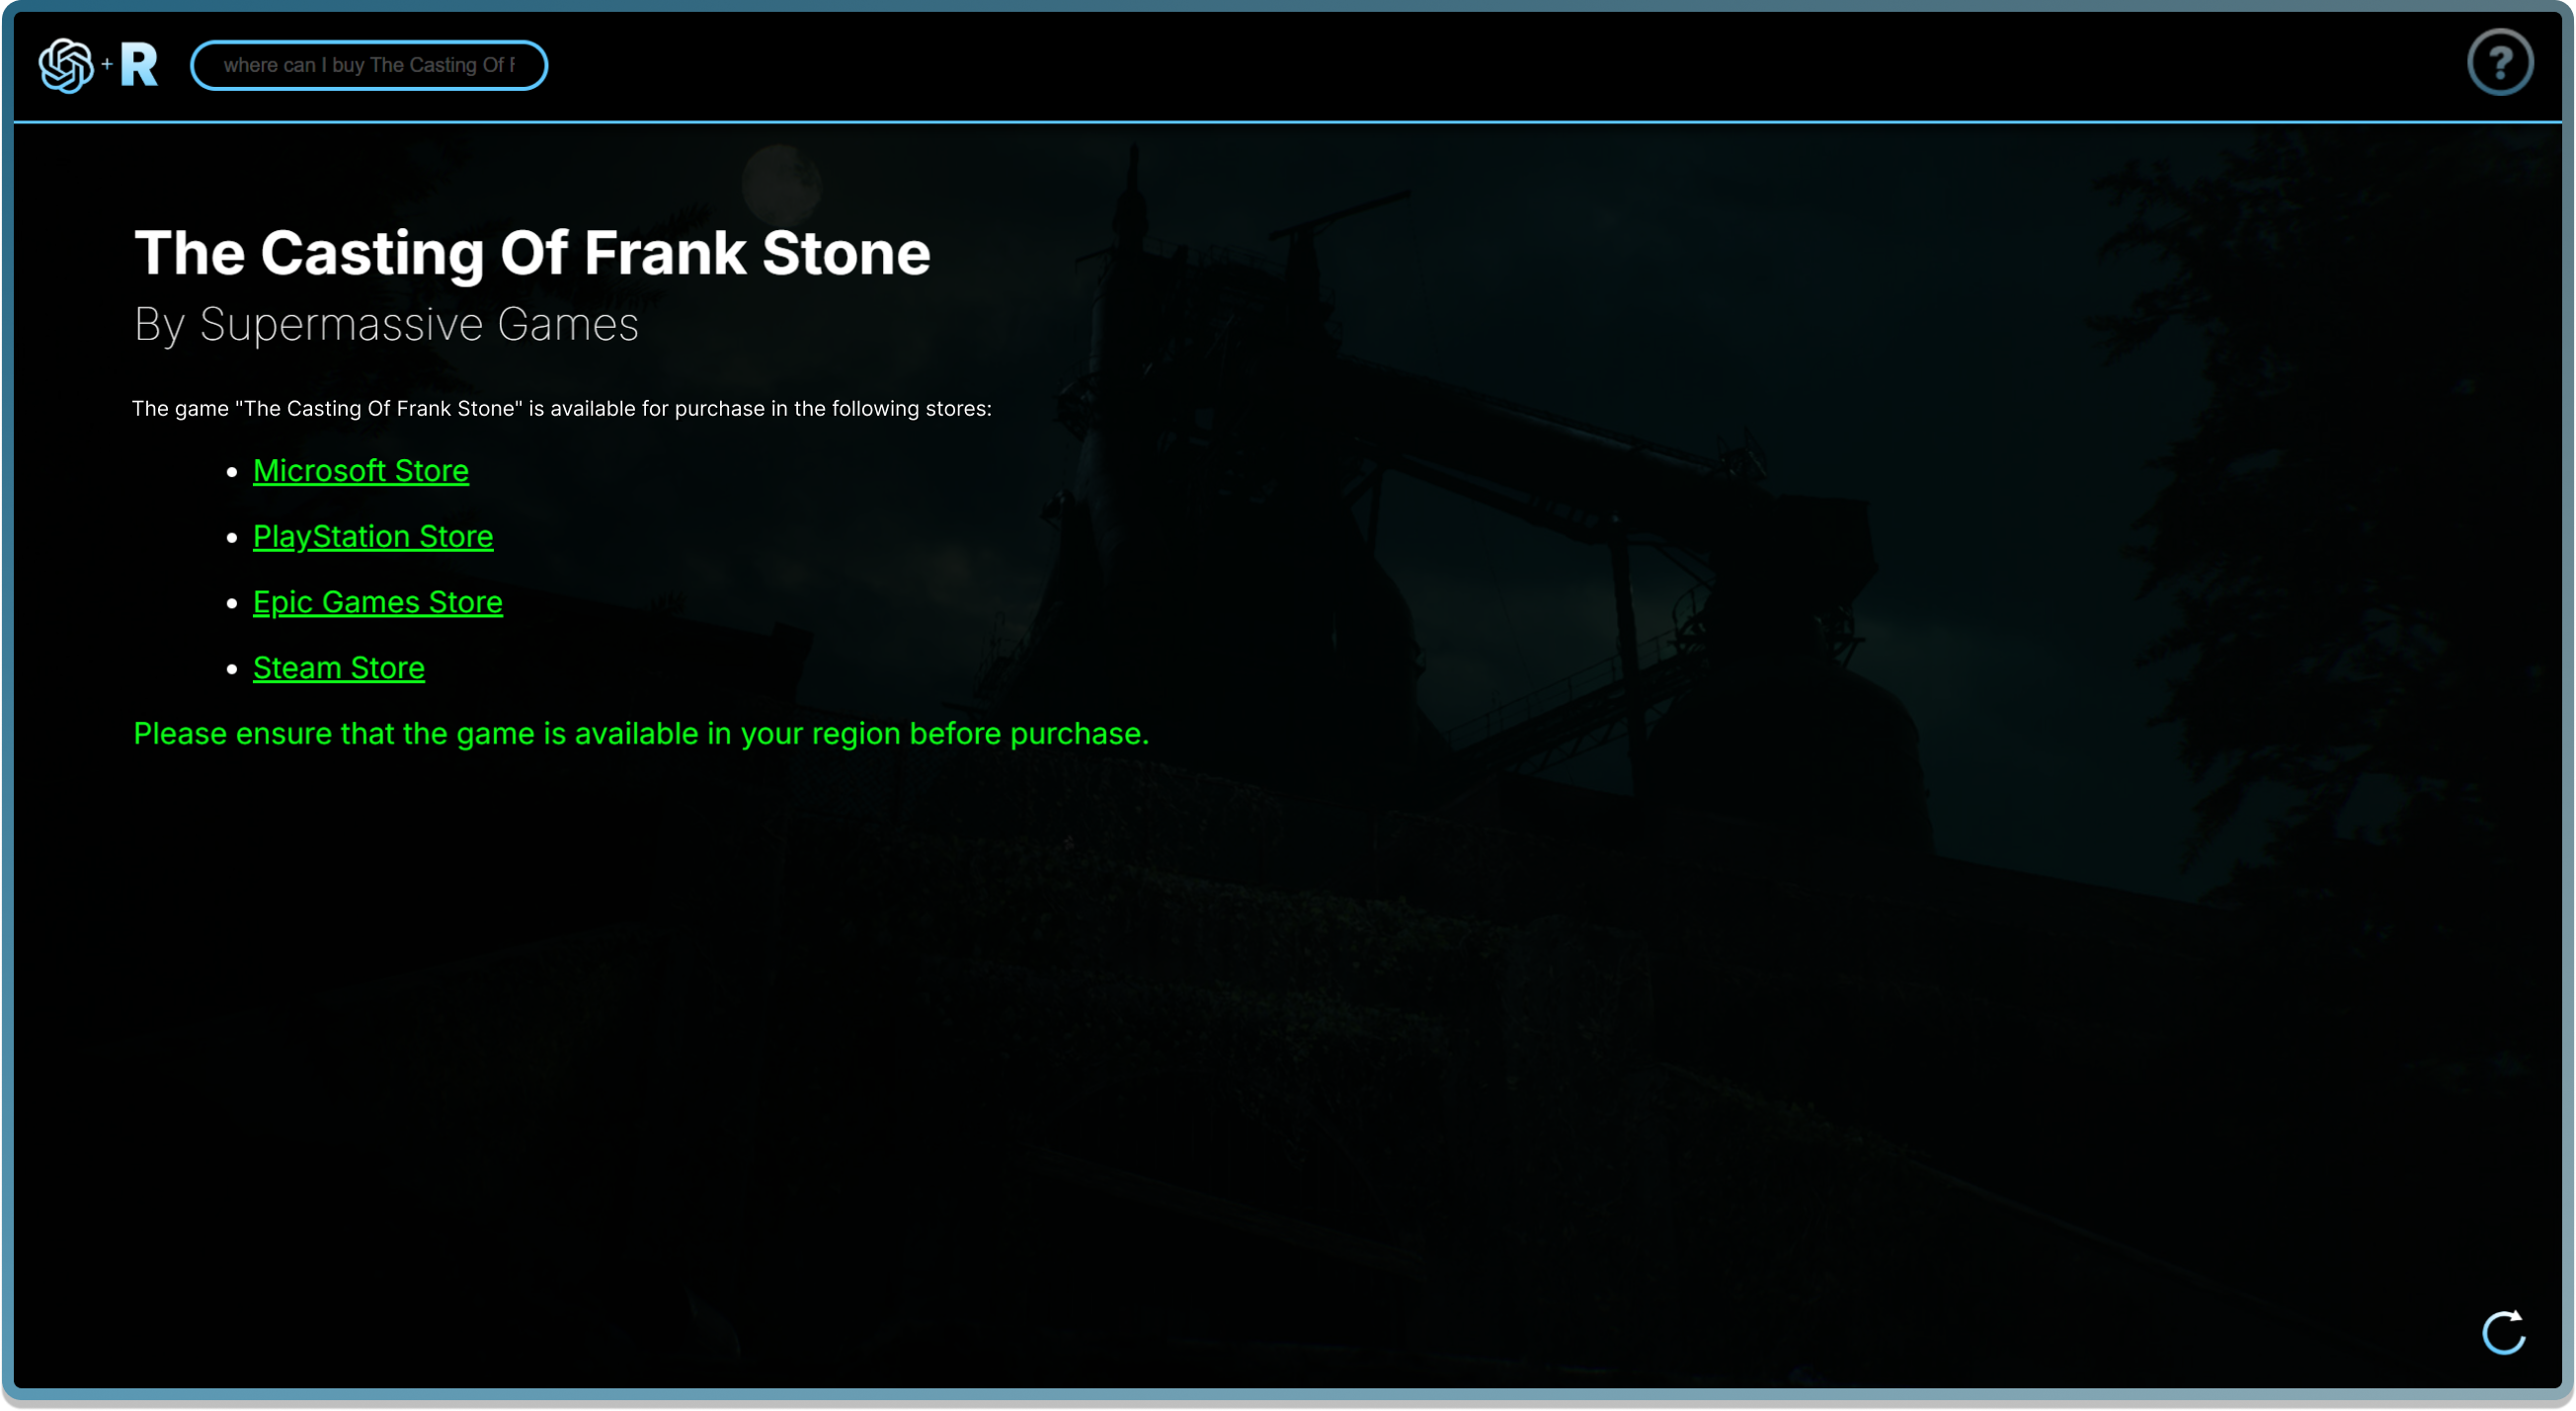 + R
where can I buy The Casting Of F
?
The Casting Of Frank Stone
By Supermassive Games
The game "The Casting Of Frank Stone" is available for purchase in the following stores:
• Microsoft Store
• PlayStation Store
• Epic Games Store
• Steam Store
Please ensure that the game is available in your region before purchase.